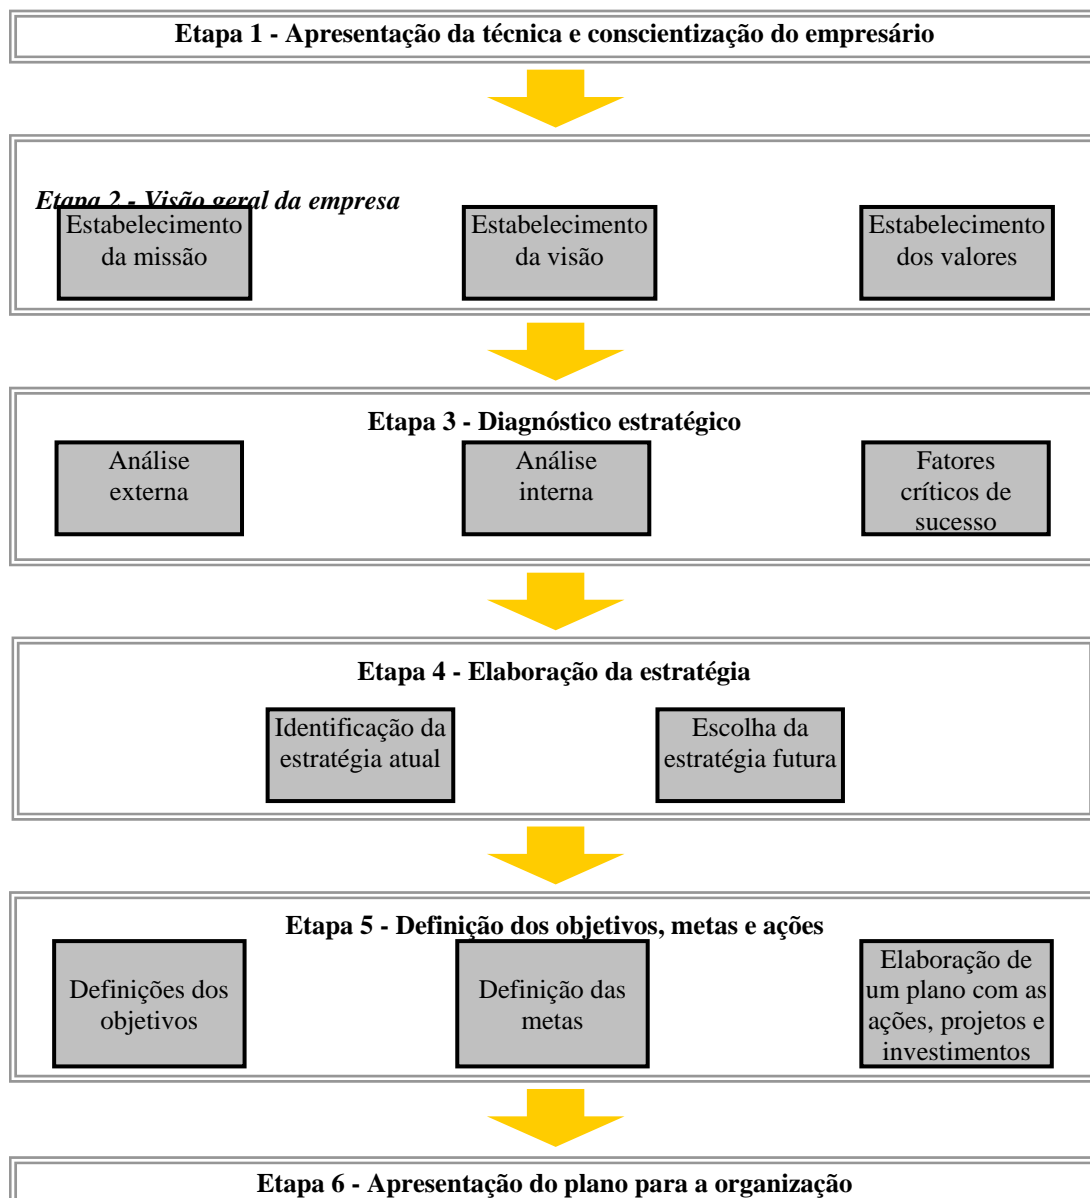 Etapa 1 - Apresentação da técnica e conscientização do empresário
Etapa 2 - Visão geral da empresa
Estabelecimento
da missão
Estabelecimento
da visão
Estabelecimento
dos valores
Etapa 3 - Diagnóstico estratégico
Análise
externa
Análise
interna
Fatores
críticos de
sucesso
Etapa 4 - Elaboração da estratégia
Identificação da
estratégia atual
Escolha da
estratégia futura
Etapa 5 - Definição dos objetivos, metas e ações
Definições dos
objetivos
Definição das
metas
Elaboração de
um plano com as
ações, projetos e
investimentos
Etapa 6 - Apresentação do plano para a organização